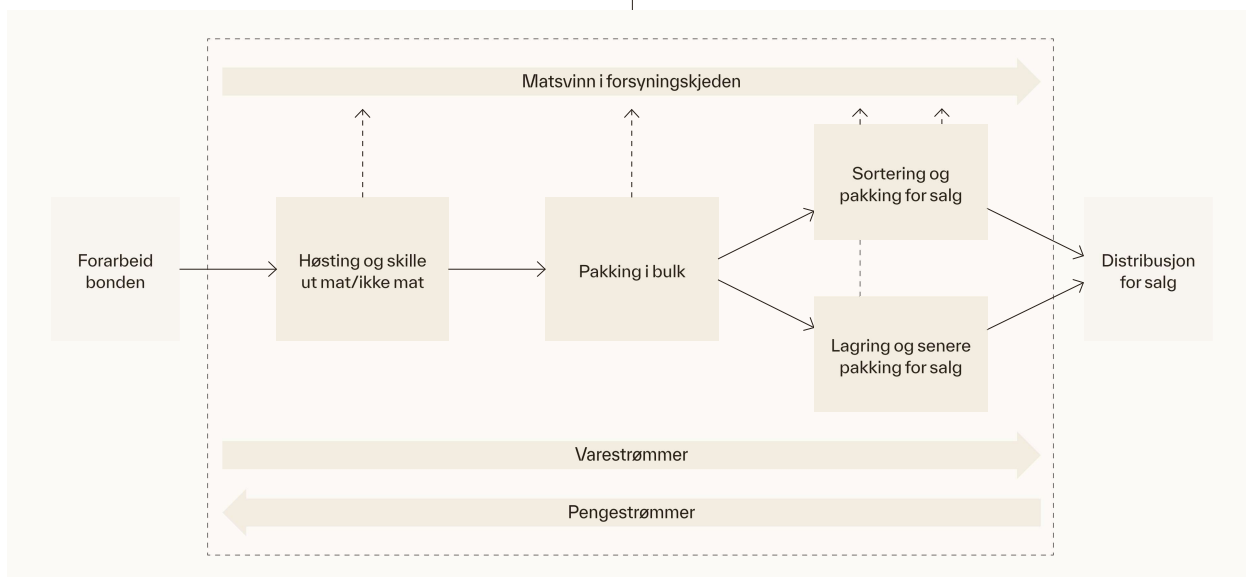 Matsvinn i forsyningskjeden
Forarbeid
bonden
Høsting og skille
ut mat/ikke mat
Pakking i bulk
Sortering og
pakking for salg
Lagring og senere
pakking for salg
Distribusjon
for salg
Varestrømmer
Pengestrømmer